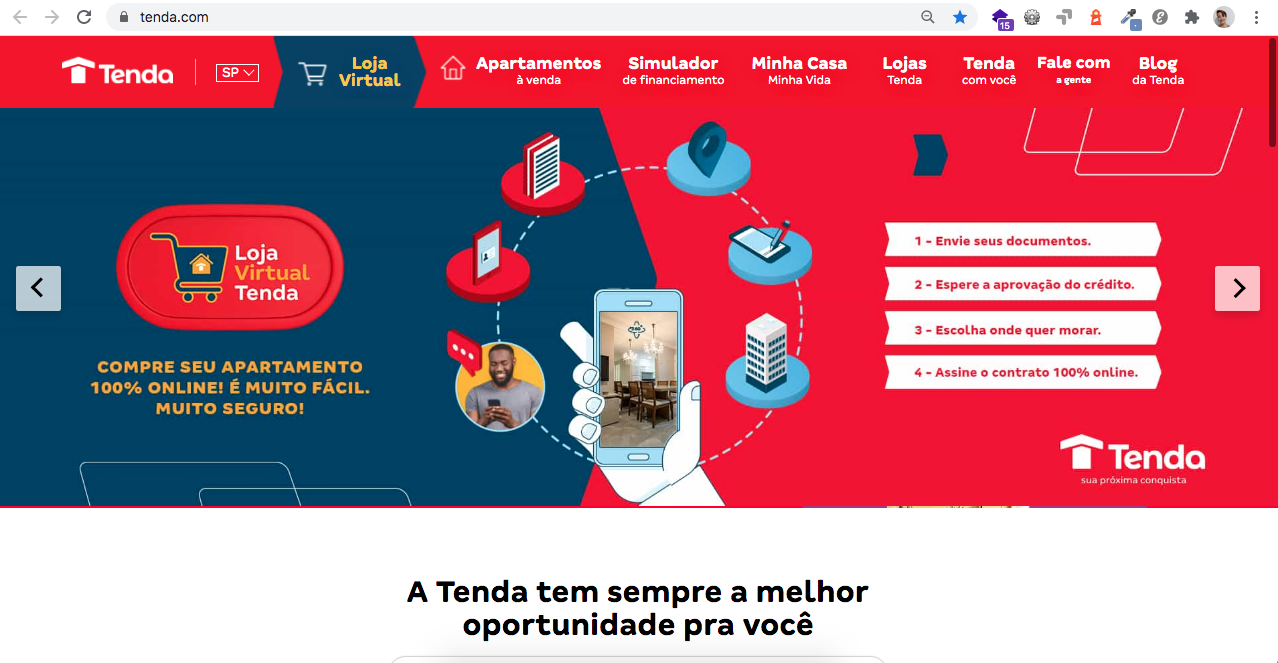 tenda.com
15
Tenda
SP
Loja
Virtual
Apartamentos
à venda
Simulador
de financiamento
Minha Casa
Minha Vida
Lojas
Tenda
Tenda
com você
Fale com
a gente
Blog
da Tenda
Loja
Virtual
Tenda
COMPRE SEU APARTAMENTO
100% ONLINE! É MUITO FÁCIL.
MUITO SEGURO!
360
1 - Envie seus documentos.
2 - Espere a aprovação do crédito.
3 - Escolha onde quer morar.
4 - Assine o contrato 100% online.
Tenda
sua próxima conquista
A Tenda tem sempre a melhor
oportunidade pra você